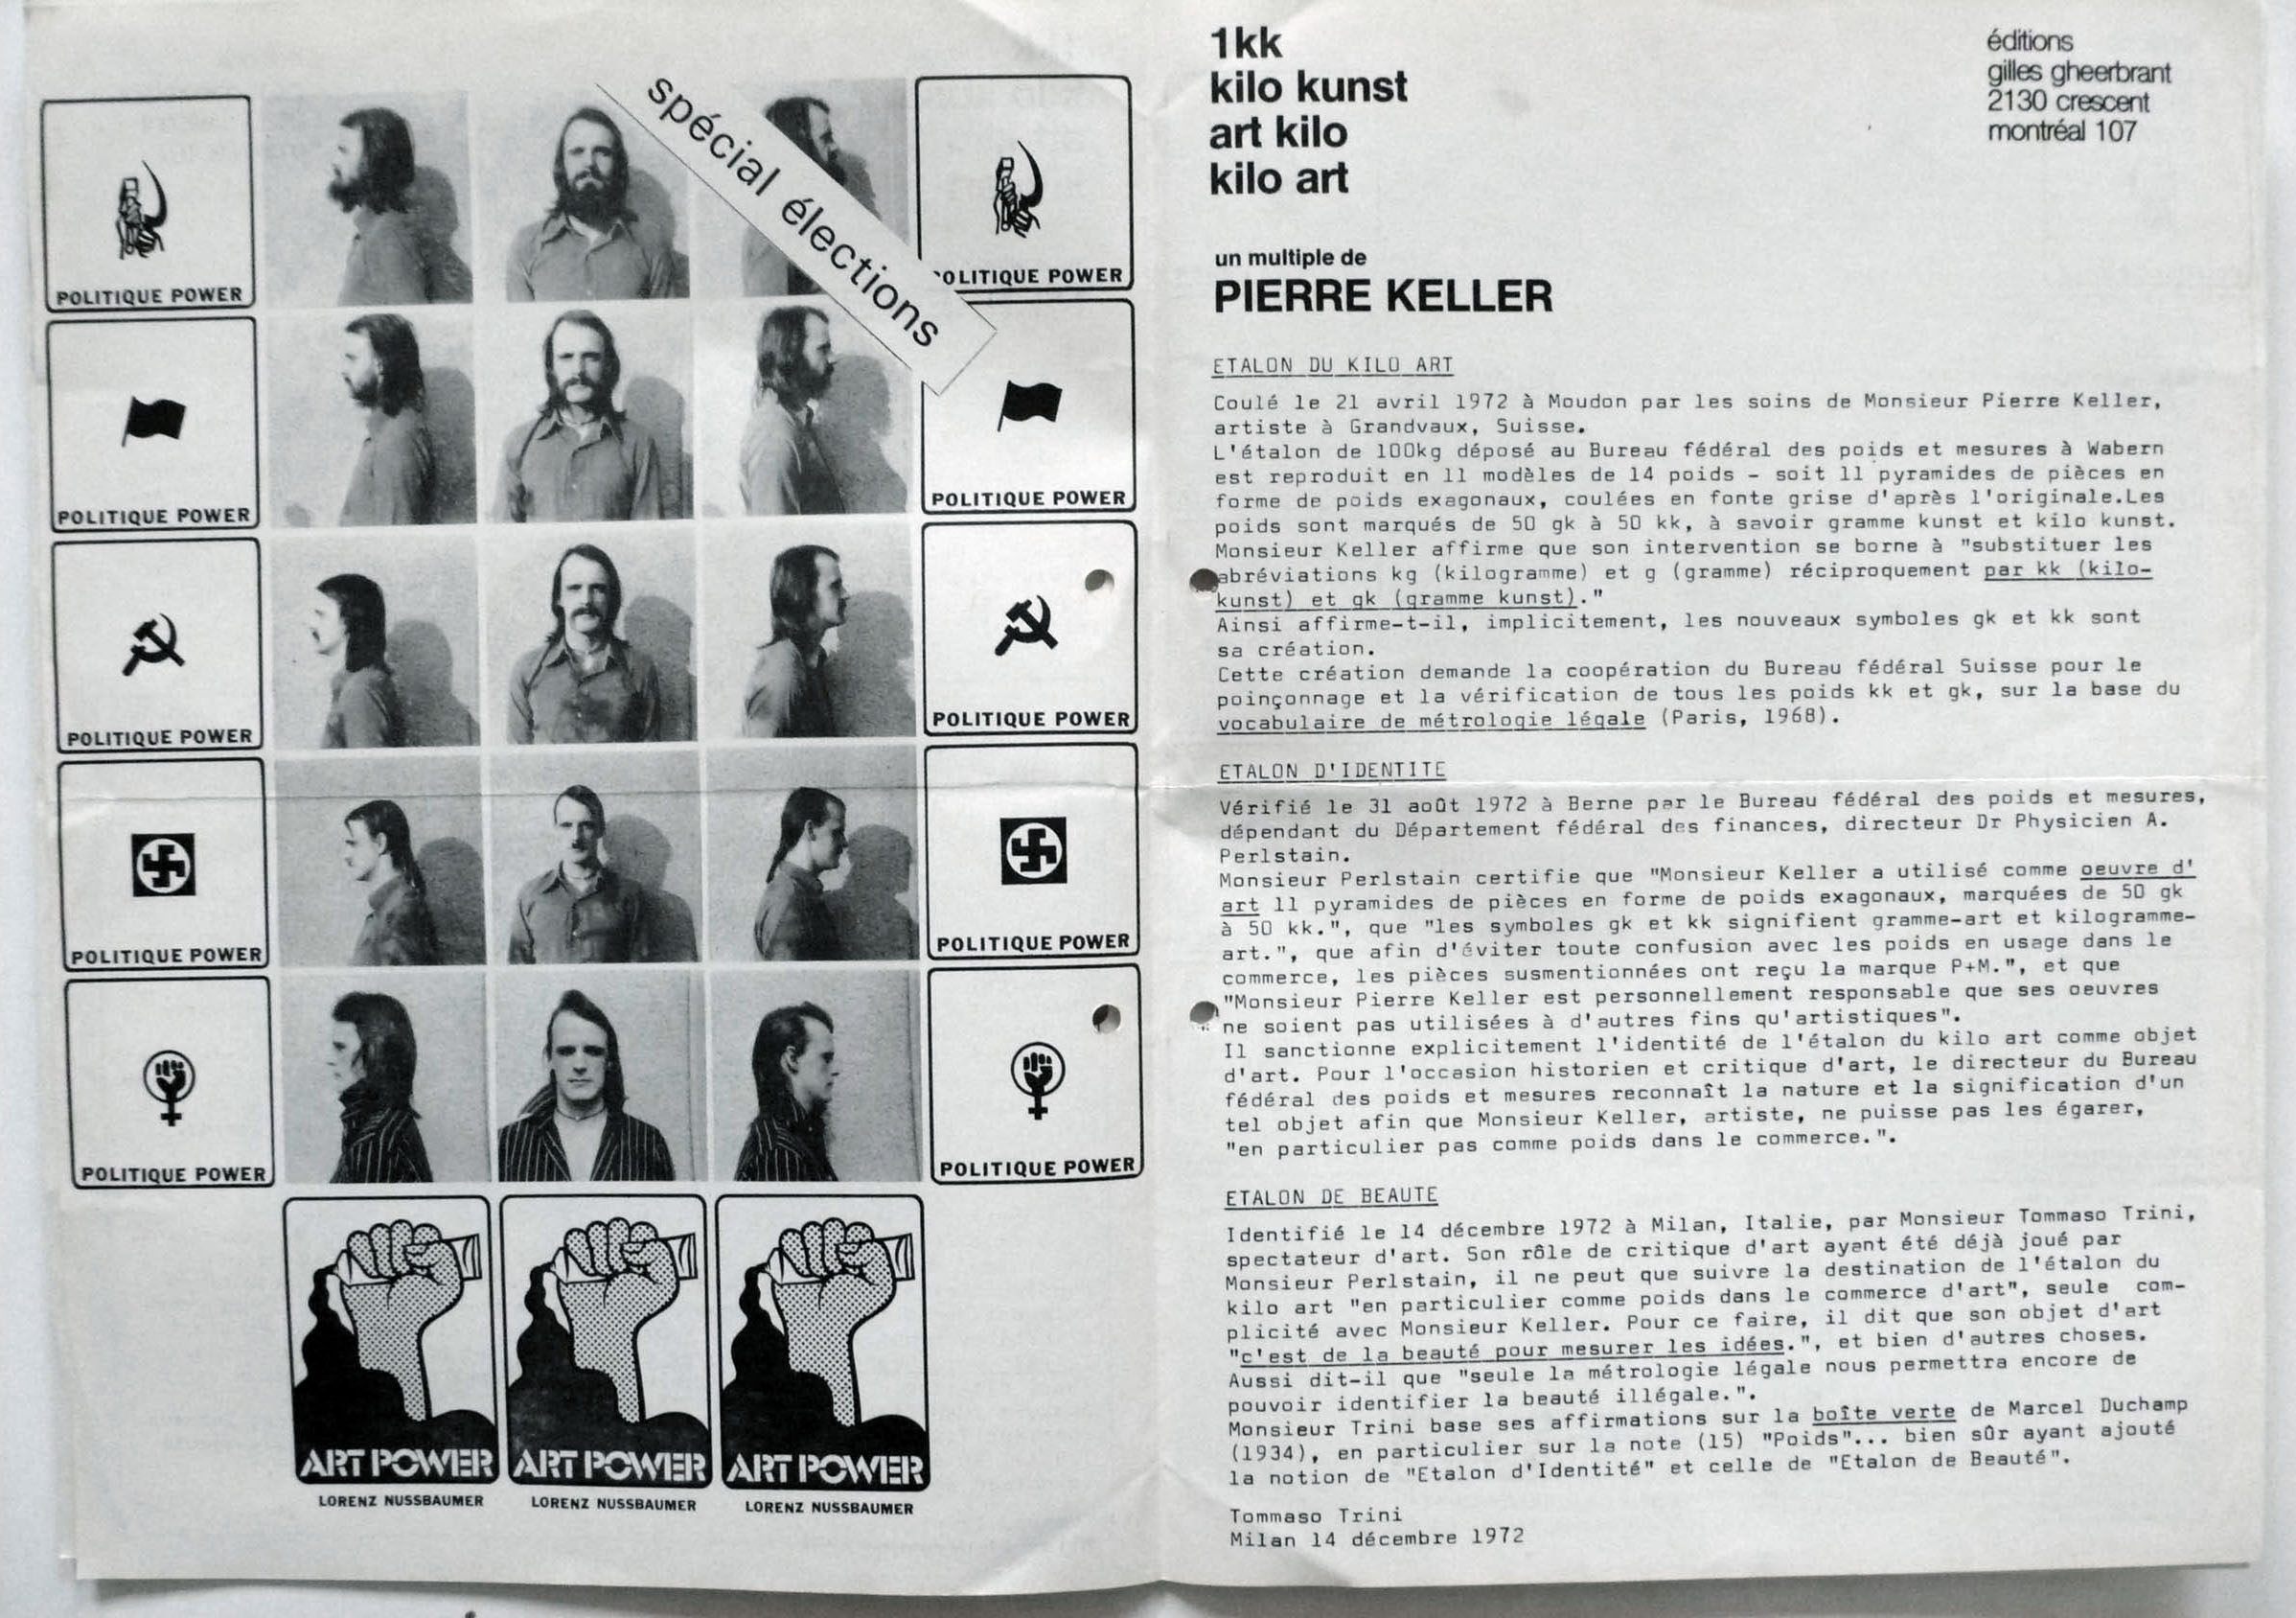 spécial élections
POLITIQUE POWER
OLITIQUE POWER
POLITIQUE POWER
POLITIQUE POWER
POLITIQUE POWER
POLITIQUE POWER
POLITIQUE POWER
POLITIQUE POWER
POLITIQUE POWER
POLITIQUE POWER
ART POWER
ART POWER
ART POWER
LORENZ NUSSBAUMER
LORENZ NUSSBAUMER
LORENZ NUSSBAUMER
1kk
kilo kunst
art kilo
kilo art
éditions
gilles gheerbrant
2130 crescent
montréal 107
un multiple de
PIERRE KELLER
ETALON DU KILO ART
Coulé le 21 avril 1972 à Moudon par les soins de Monsieur Pierre Keller,
artiste à Grandvaux, Suisse.
L'étalon de 100kg déposé au Bureau fédéral des poids et mesures à Wabern
est reproduit en 11 modèles de 14 poids - soit 11 pyramides de pièces en
forme de poids exagonaux, coulées en fonte grise d'après l'originale.Les
poids sont marqués de 50 gk à 50 kk, à savoir gramme kunst et kilo kunst.
Monsieur Keller affirme que son intervention se borne à "substituer les
abréviations kg (kilogramme) et g (gramme) réciproquement par kk (kilo-
kunst) et gk (gramme kunst)."
Ainsi affirme-t-il, implicitement, les nouveaux symboles gk et kk sont
sa création.
Cette création demande la coopération du Bureau fédéral Suisse pour le
poinçonnage et la vérification de tous les poids kk et gk, sur la base du
vocabulaire de métrologie légale (Paris, 1968).
ETALON D'IDENTITE
Vérifié le 31 août 1972 à Berne par le Bureau fédéral des poids et mesures,
dépendant du Département fédéral des finances, directeur Dr Physicien A.
Perlstain.
Monsieur Perlstain certifie que "Monsieur Keller a utilisé comme oeuvre d'
art 11 pyramides de pièces en forme de poids exagonaux, marquées de 50 gk
à 50 kk.", que "les symboles gk et kk signifient gramme-art et kilogramme-
art.", que afin d'éviter toute confusion avec les poids en usage dans le
commerce, les pièces susmentionnées ont reçu la marque P+M.", et que
"Monsieur Pierre Keller est personnellement responsable que ses oeuvres
ne soient pas utilisées à d'autres fins qu'artistiques".
Il sanctionne explicitement l'identité de l'étalon du kilo art comme objet
d'art. Pour l'occasion historien et critique d'art, le directeur du Bureau
fédéral des poids et mesures reconnaît la nature et la signification d'un
tel objet afin que Monsieur Keller, artiste, ne puisse pas les égarer,
"en particulier pas comme poids dans le commerce.".
ETALON DE BEAUTE
Identifié le 14 décembre 1972 à Milan, Italie, par Monsieur Tommaso Trini,
spectateur d'art. Son rôle de critique d'art ayant été déjà joué par
Monsieur Perlstain, il ne peut que suivre la destination de l'étalon du
kilo art "en particulier comme poids dans le commerce d'art", seule com-
plicité avec Monsieur Keller. Pour ce faire, il dit que son objet d'art
"c'est de la beauté pour mesurer les idées.", et bien d'autres choses.
Aussi dit-il que "seule la métrologie légale nous permettra encore de
pouvoir identifier la beauté illégale.".
Monsieur Trini base ses affirmations sur la boîte verte de Marcel Duchamp
(1934), en particulier sur la note (15) "Poids"... bien sûr ayant ajouté
la notion de "Etalon d'Identité" et celle de "Etalon de Beauté".
Tommaso Trini
Milan 14 décembre 1972